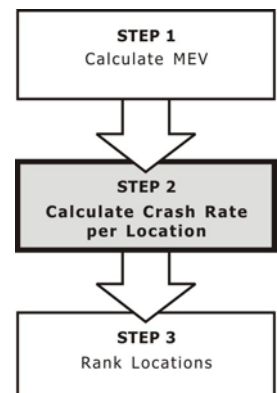 STEP 1
Calculate MEV
STEP 2
Calculate Crash Rate
per Location
STEP 3
Rank Locations